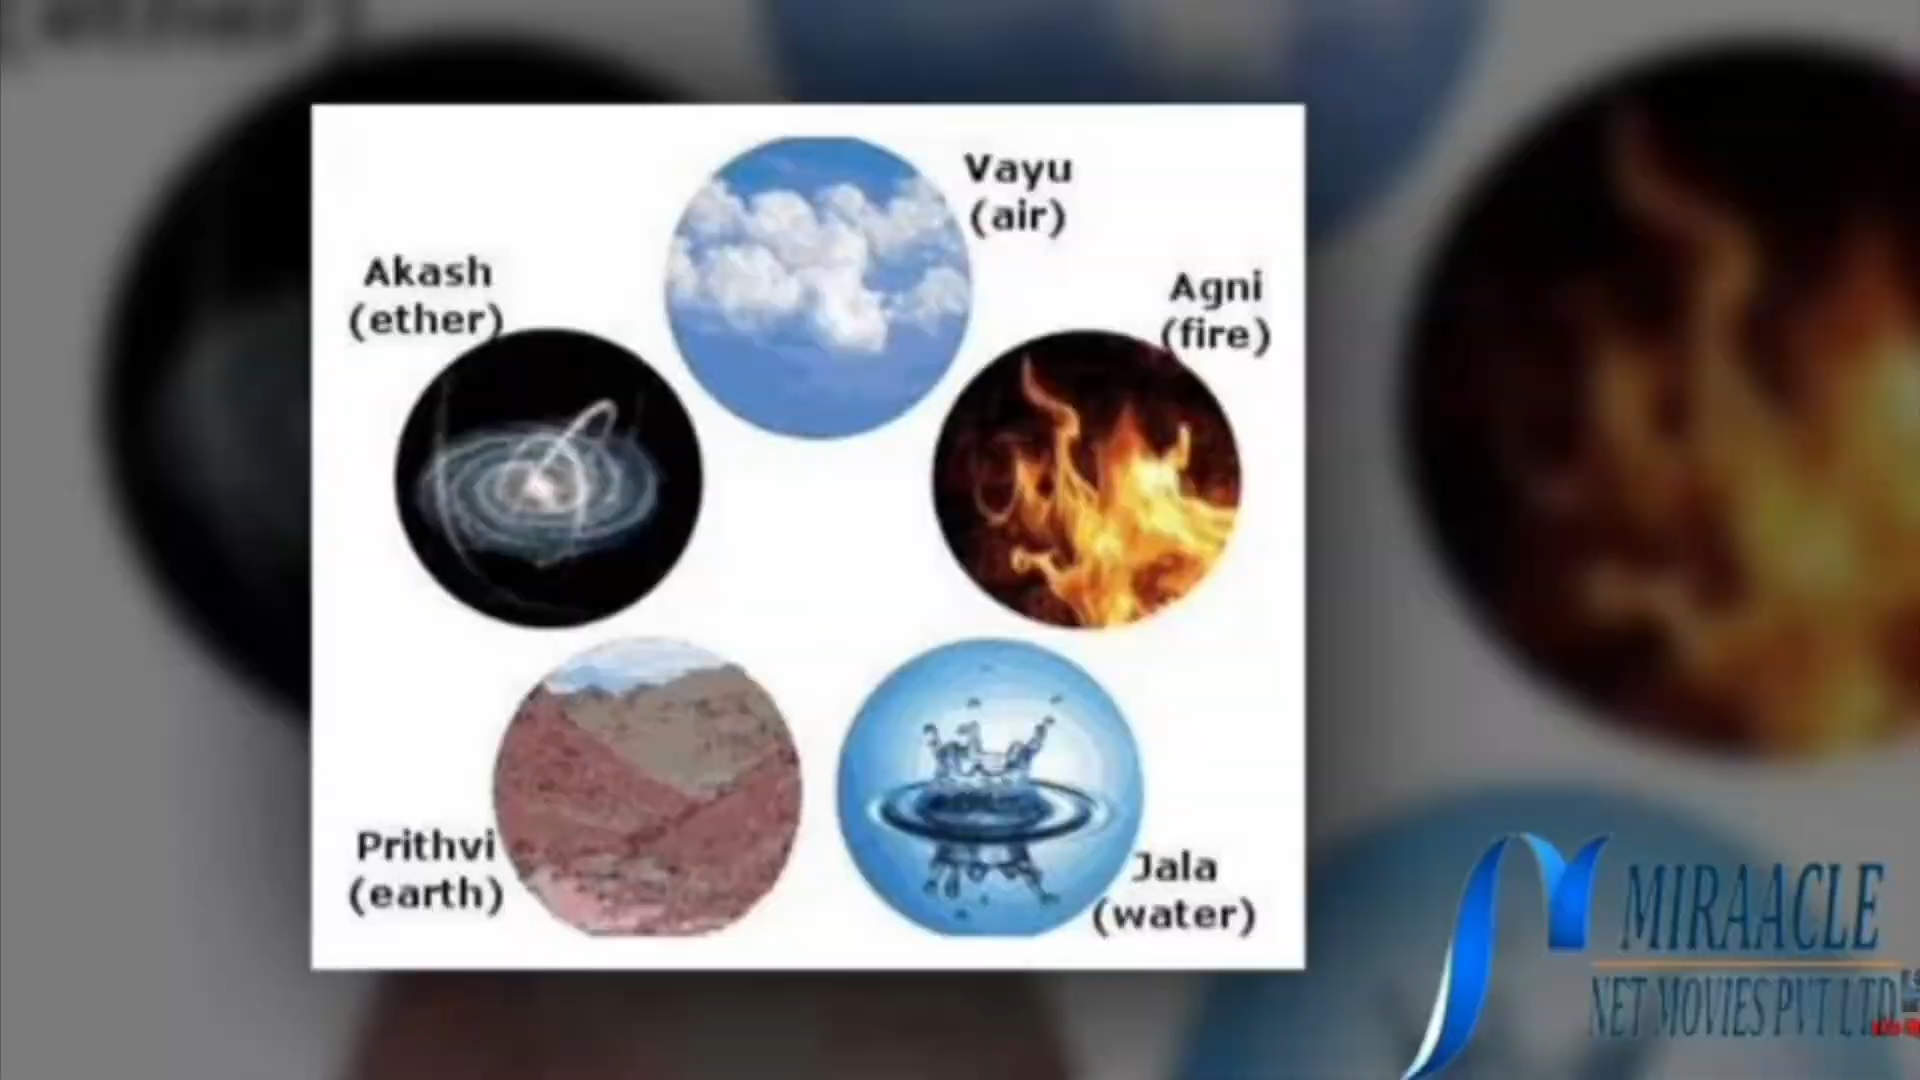 Vayu
(air)
Akash
(ether)
Agni
(fire)
Prithvi
(earth)
Jala
(water)
MIRAACLE
NET MOVIES PVT LTD